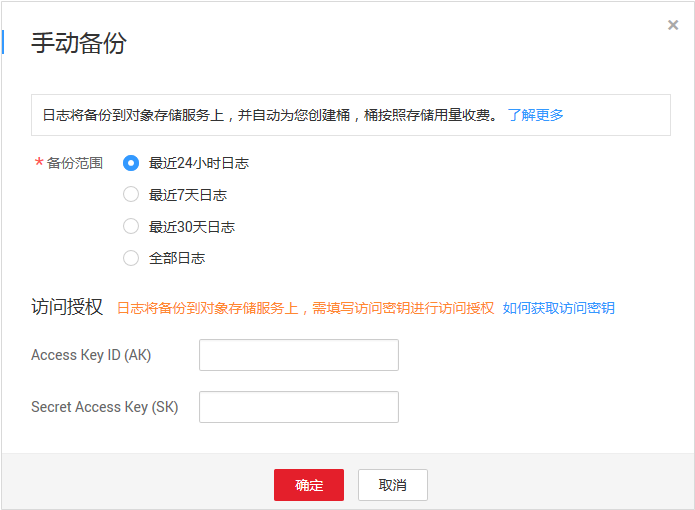 手动备份
日志将备份到对象存储服务上，并自动为您创建桶，桶按照存储用量收费。 了解更多
* 备份范围 最近24小时日志
最近7天日志
最近30天日志
全部日志
访问授权 日志将备份到对象存储服务上，需填写访问密钥进行访问授权 如何获取访问密钥
Access Key ID (AK)
Secret Access Key (SK)
确定 取消